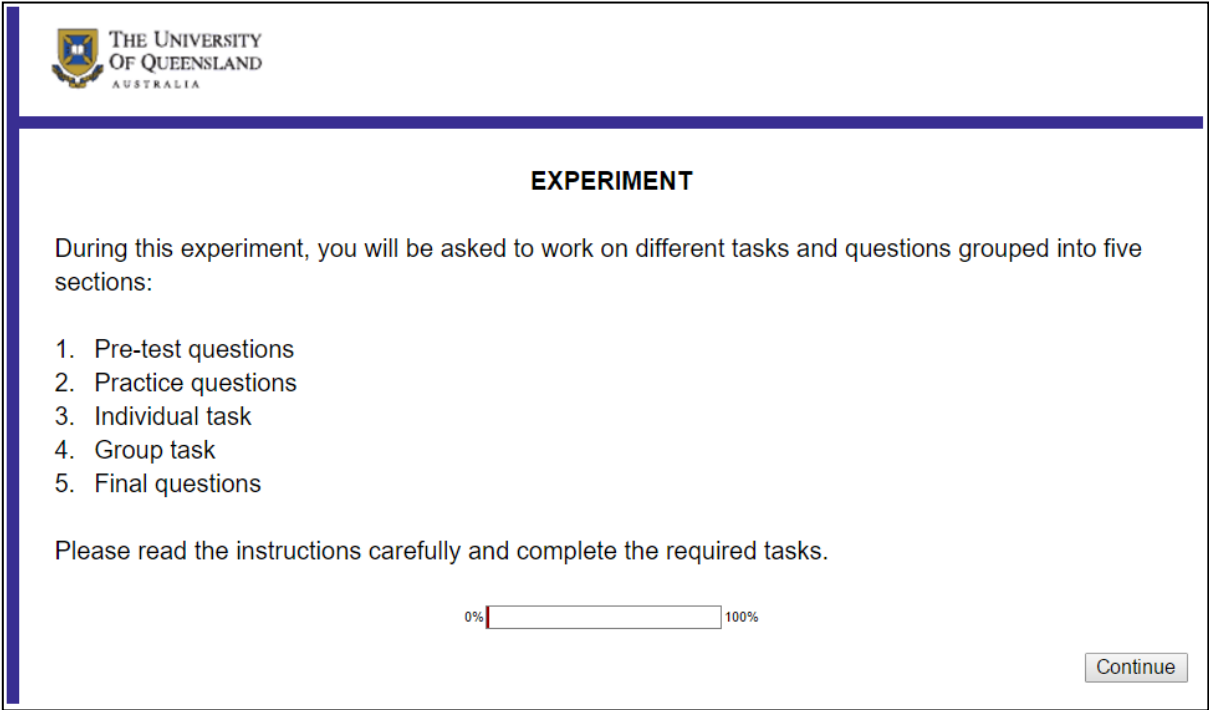 THE UNIVERSITY
OF QUEENSLAND
AUSTRALIA
EXPERIMENT
During this experiment, you will be asked to work on different tasks and questions grouped into five
sections:
1. Pre-test questions
2. Practice questions
3. Individual task
4. Group task
5. Final questions
Please read the instructions carefully and complete the required tasks.
0% 100%
Continue